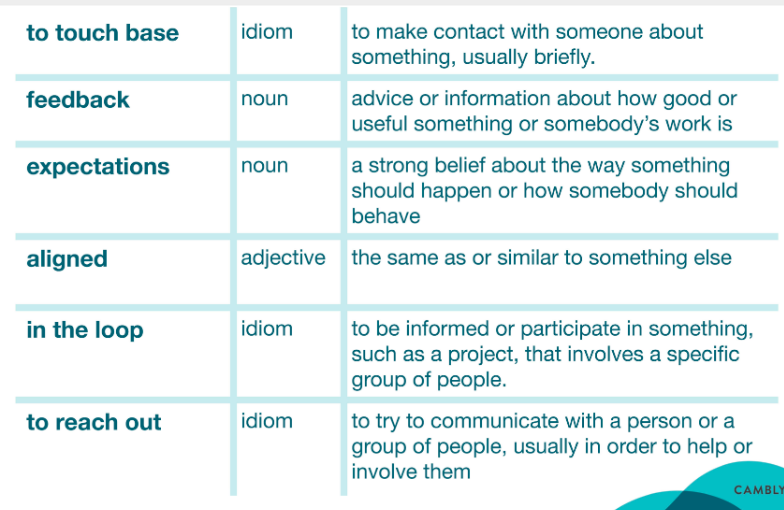 to touch base idiom to make contact with someone about
something, usually briefly.
feedback noun advice or information about how good or
useful something or somebody’s work is
expectations noun a strong belief about the way something
should happen or how somebody should
behave
aligned adjective the same as or similar to something else
in the loop idiom to be informed or participate in something,
such as a project, that involves a specific
group of people.
to reach out idiom to try to communicate with a person or a
group of people, usually in order to help or
involve them
CAMBLY